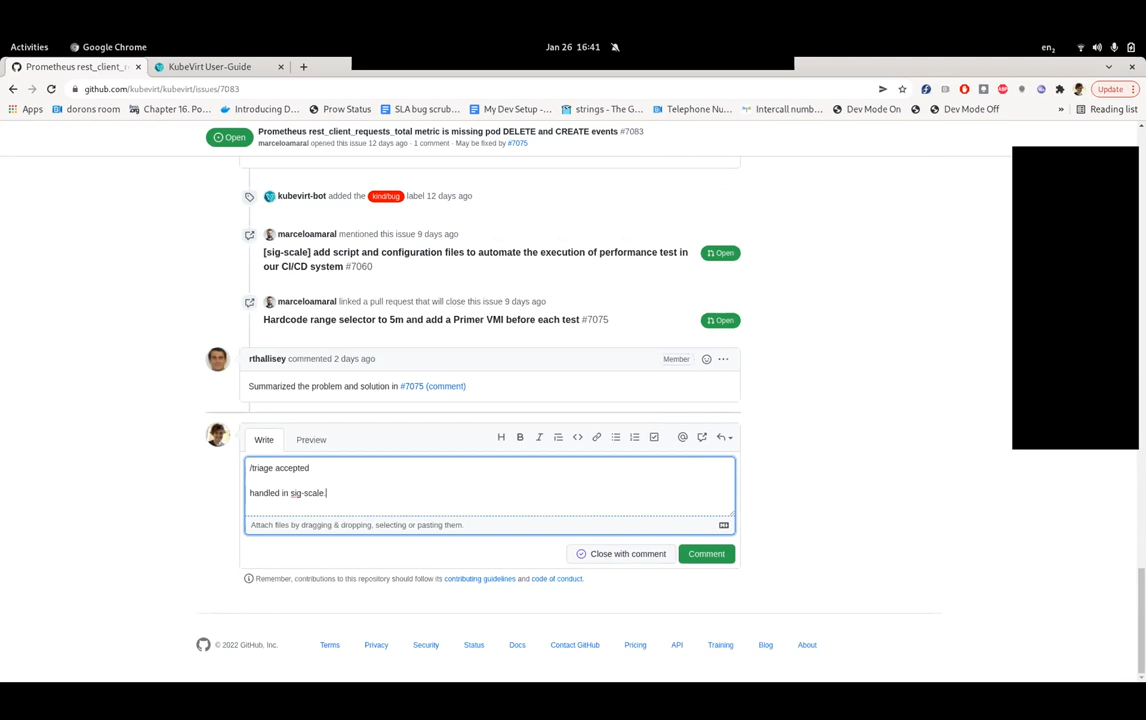 Activities
Google Chrome
Jan 26 16:41
en2
Prometheus rest_client_re
KubeVirt User-Guide
github.com/kubevirt/kubevirt/issues/7083
Update
Apps
dorons room
Chapter 16. Po...
Introducing D...
Prow Status
SLA bug scrub...
My Dev Setup -...
strings - The G...
Telephone Nu...
Intercall numb...
Dev Mode On
Dev Mode Off
»
Reading list
Open
Prometheus rest_client_requests_total metric is missing pod DELETE and CREATE events #7083
marceloamaral opened this issue 12 days ago · 1 comment · May be fixed by #7075
kubevirt-bot added the kind/bug label 12 days ago
marceloamaral mentioned this issue 9 days ago
[sig-scale] add script and configuration files to automate the execution of performance test in
our CI/CD system #7060
Open
marceloamaral linked a pull request that will close this issue 9 days ago
Hardcode range selector to 5m and add a Primer VMI before each test #7075
Open
rthallisey commented 2 days ago
Member
Summarized the problem and solution in #7075 (comment)
Write
Preview
/triage accepted
handled in sig-scale
Attach files by dragging & dropping, selecting or pasting them.
Close with comment
Comment
Remember, contributions to this repository should follow its contributing guidelines and code of conduct.
© 2022 GitHub, Inc.
Terms
Privacy
Security
Status
Docs
Contact GitHub
Pricing
API
Training
Blog
About